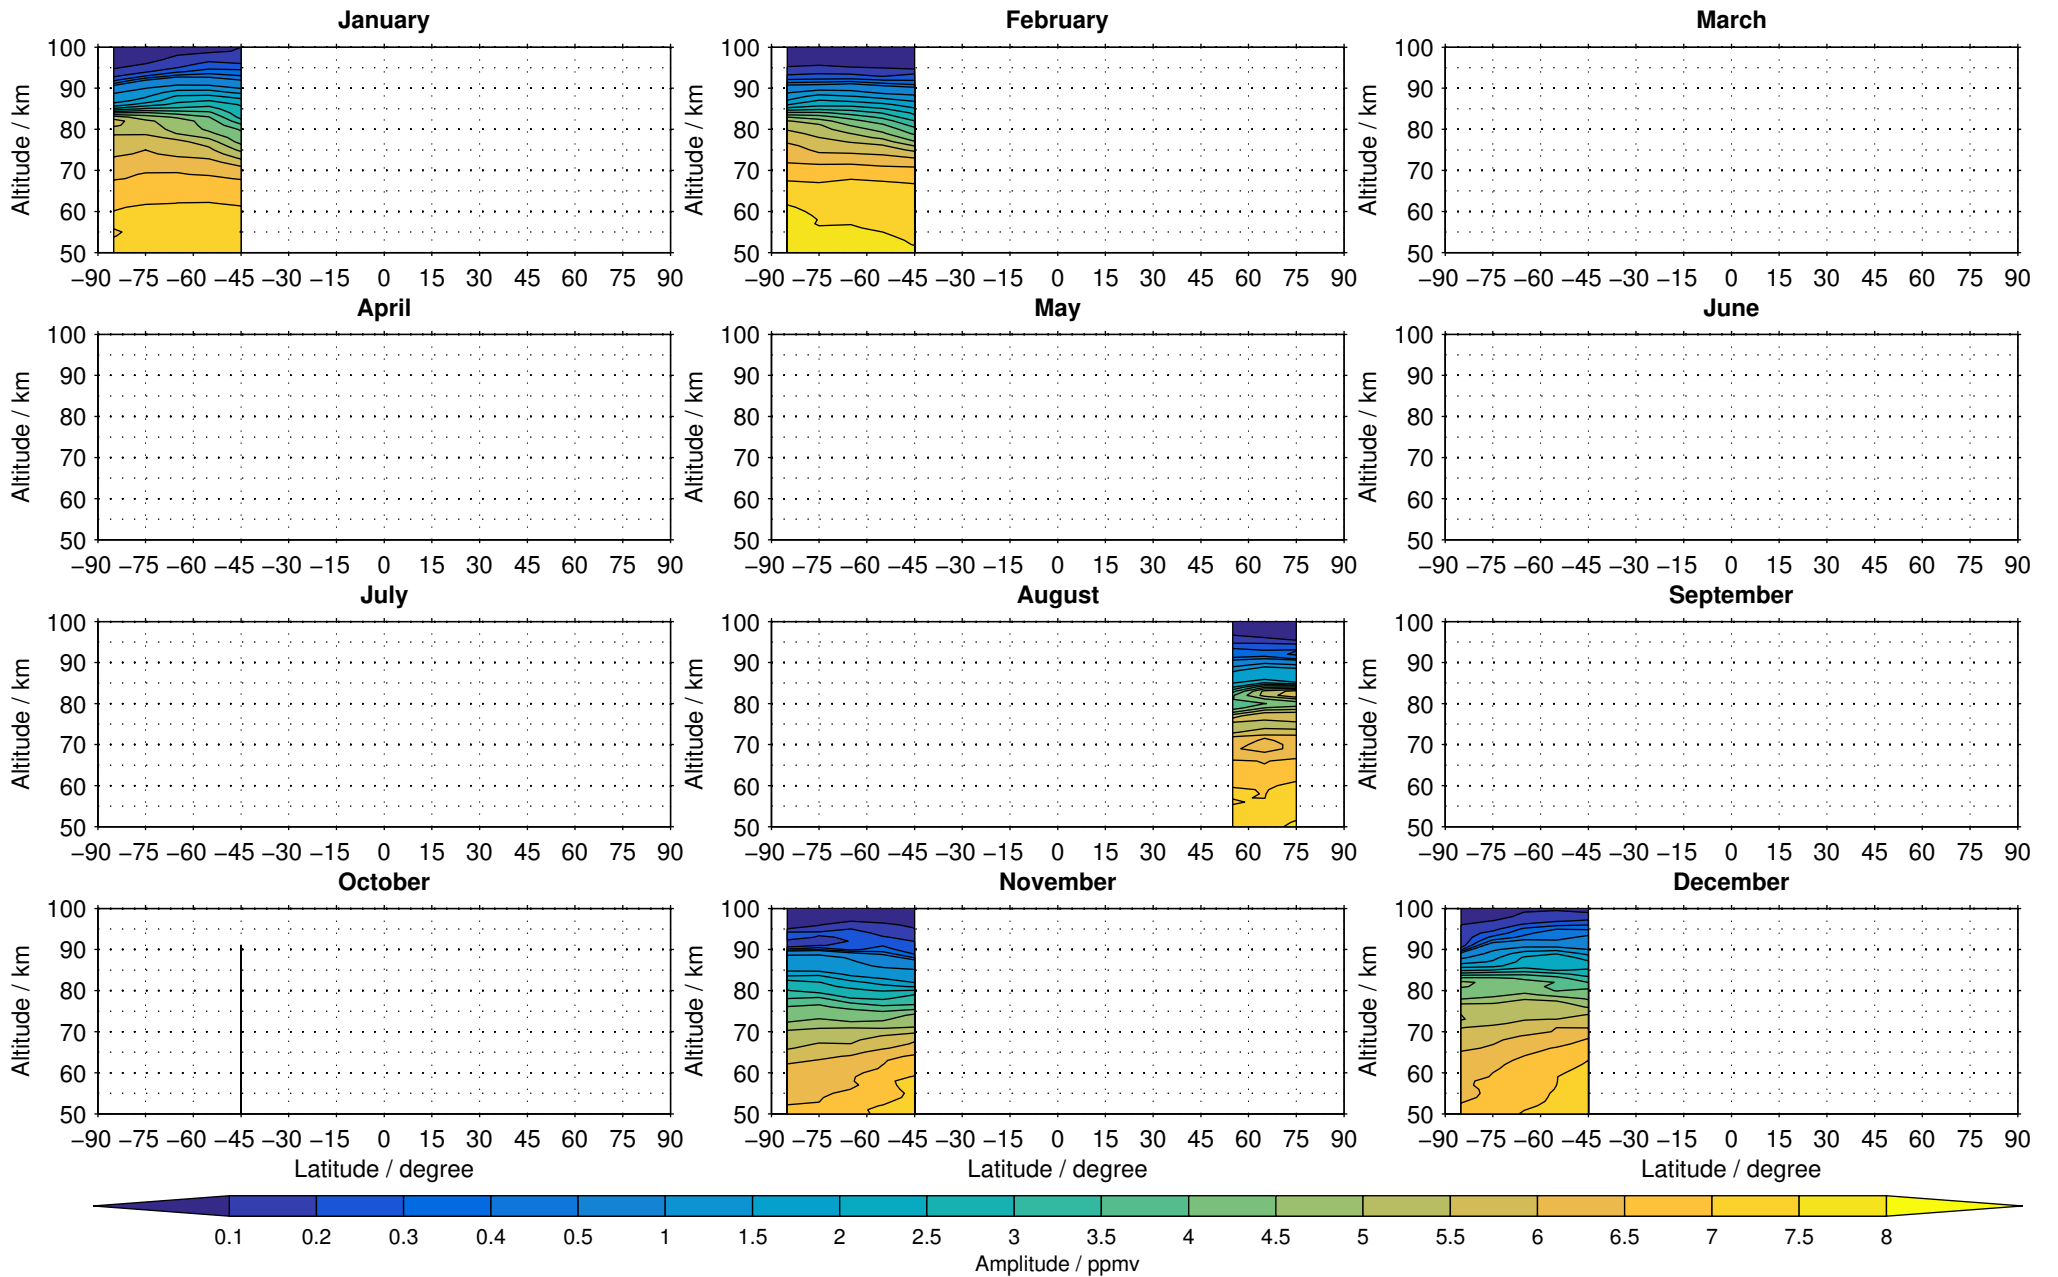 January February March
100 100 100
90 90 90
80 80 80
70 70 70
60 60 60
50 50 50
Altitude / km Altitude / km Altitude / km
−90 −75 −60 −45 −30 −15 0 15 30 45 60 75 90 −90 −75 −60 −45 −30 −15 0 15 30 45 60 75 90 −90 −75 −60 −45 −30 −15 0 15 30 45 60 75 90
April May June
100 100 100
90 90 90
80 80 80
70 70 70
60 60 60
50 50 50
Altitude / km Altitude / km Altitude / km
−90 −75 −60 −45 −30 −15 0 15 30 45 60 75 90 −90 −75 −60 −45 −30 −15 0 15 30 45 60 75 90 −90 −75 −60 −45 −30 −15 0 15 30 45 60 75 90
July August September
100 100 100
90 90 90
80 80 80
70 70 70
60 60 60
50 50 50
Altitude / km Altitude / km Altitude / km
−90 −75 −60 −45 −30 −15 0 15 30 45 60 75 90 −90 −75 −60 −45 −30 −15 0 15 30 45 60 75 90 −90 −75 −60 −45 −30 −15 0 15 30 45 60 75 90
October November December
100 100 100
90 90 90
80 80 80
70 70 70
60 60 60
50 50 50
Altitude / km Altitude / km Altitude / km
−90 −75 −60 −45 −30 −15 0 15 30 45 60 75 90 −90 −75 −60 −45 −30 −15 0 15 30 45 60 75 90 −90 −75 −60 −45 −30 −15 0 15 30 45 60 75 90
Latitude / degree Latitude / degree Latitude / degree
0.1 0.2 0.3 0.4 0.5 1 1.5 2 2.5 3 3.5 4 4.5 5 5.5 6 6.5 7 7.5 8
Amplitude / ppmv